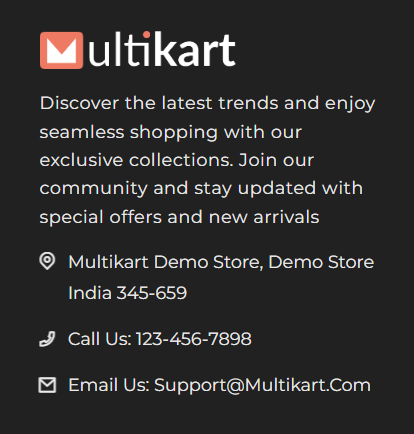 Multikart
Discover the latest trends and enjoy
seamless shopping with our
exclusive collections. Join our
community and stay updated with
special offers and new arrivals
Multikart Demo Store, Demo Store
India 345-659
Call Us: 123-456-7898
Email Us: Support@Multikart.Com